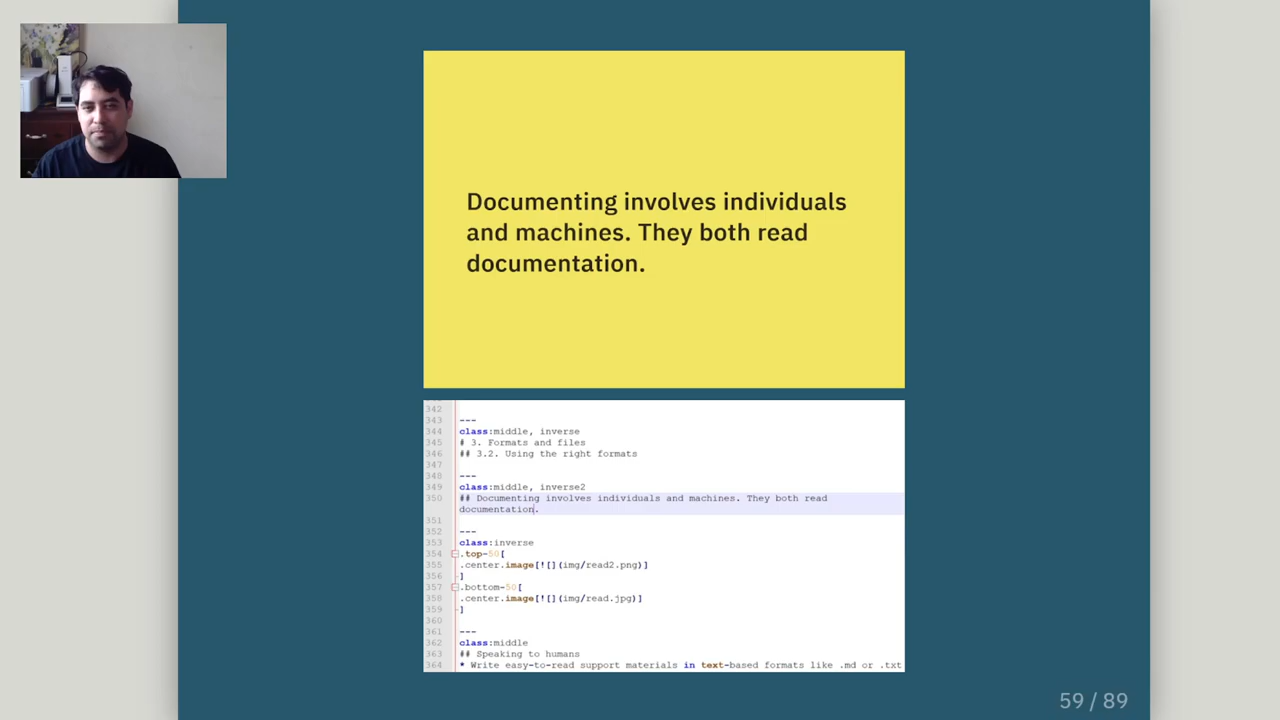 Documenting involves individuals
and machines. They both read
documentation.
342
343 ---
344 class:middle, inverse
345 # 3. Formats and files
346 ## 3.2. Using the right formats
347
348 ---
349 class:middle, inverse2
350 ## Documenting involves individuals and machines. They both read
documentation.
351
352 ---
353 class:inverse
354 .top-50[
355 .center.image[![](img/read2.png)]
356 ]
357 .bottom-50[
358 .center.image[![](img/read.jpg)]
359 ]
360
361 ---
362 class:middle
363 ## Speaking to humans
364 * Write easy-to-read support materials in text-based formats like .md or .txt
59 / 89